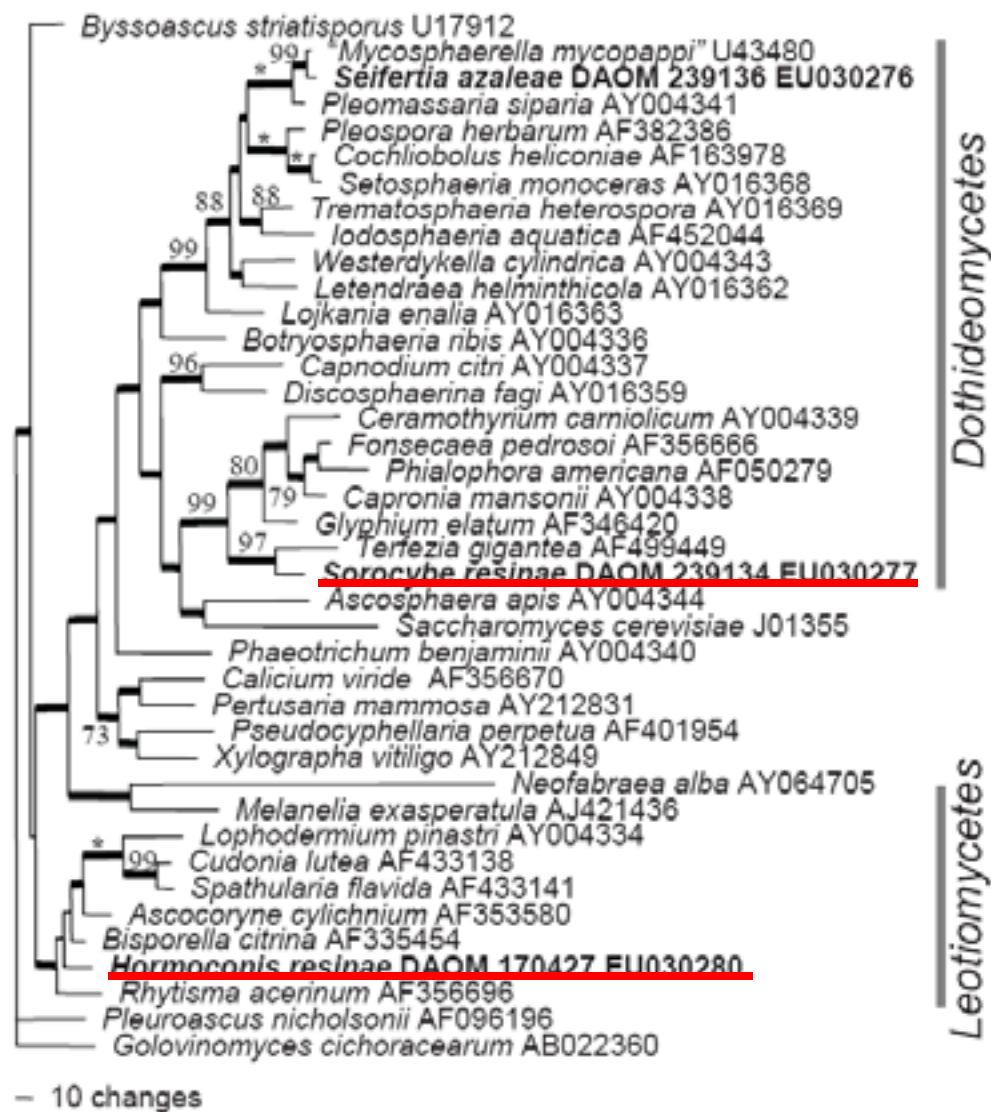 Byssoascus striatisporus U17912
99 "Mycosphaerella mycopappi" U43480
* Seifertia azaleae DAOM 239136 EU030276
Pleomassaria siparia AY004341
Pleospora herbarum AF382386
* * Cochliobolus heliconiae AF163978
Setosphaeria monoceras AY016368
88 88 Trematosphaeria heterospora AY016369
Iodosphaeria aquatica AF452044
99 Westerdykella cylindrica AY004343
Letendraea helminthicola AY016362
Lojkania enalia AY016363
Botryosphaeria ribis AY004336
96 Capnodium citri AY004337
Discosphaerina fagi AY016359
Ceramothyrium carniolicum AY004339
Fonsecaea pedrosoi AF356666
80 Phialophora americana AF050279
79 Capronia mansonii AY004338
99 Glyphium elatum AF346420
97 Terfezia gigantea AF499449
Sorocybe resinae DAOM 239134 EU030277
Ascosphaera apis AY004344
Saccharomyces cerevisiae J01355
Phaeotrichum benjaminii AY004340
Calicium viride AF356670
Pertusaria mammosa AY212831
73 Pseudocyphellaria perpetua AF401954
Xylographa vitiligo AY212849
Neofabraea alba AY064705
Melanelia exasperatula AJ421436
* Lophodermium pinastri AY004334
99 Cudonia lutea AF433138
Spathularia flavida AF433141
Ascocoryne cylichnium AF353580
Bisporella citrina AF335454
Hormoconis resinae DAOM 170427 EU030280
Rhytisma acerinum AF356696
Pleuroascus nicholsonii AF096196
Golovinomyces cichoracearum AB022360
– 10 changes
Dothideomycetes
Leotiomycetes